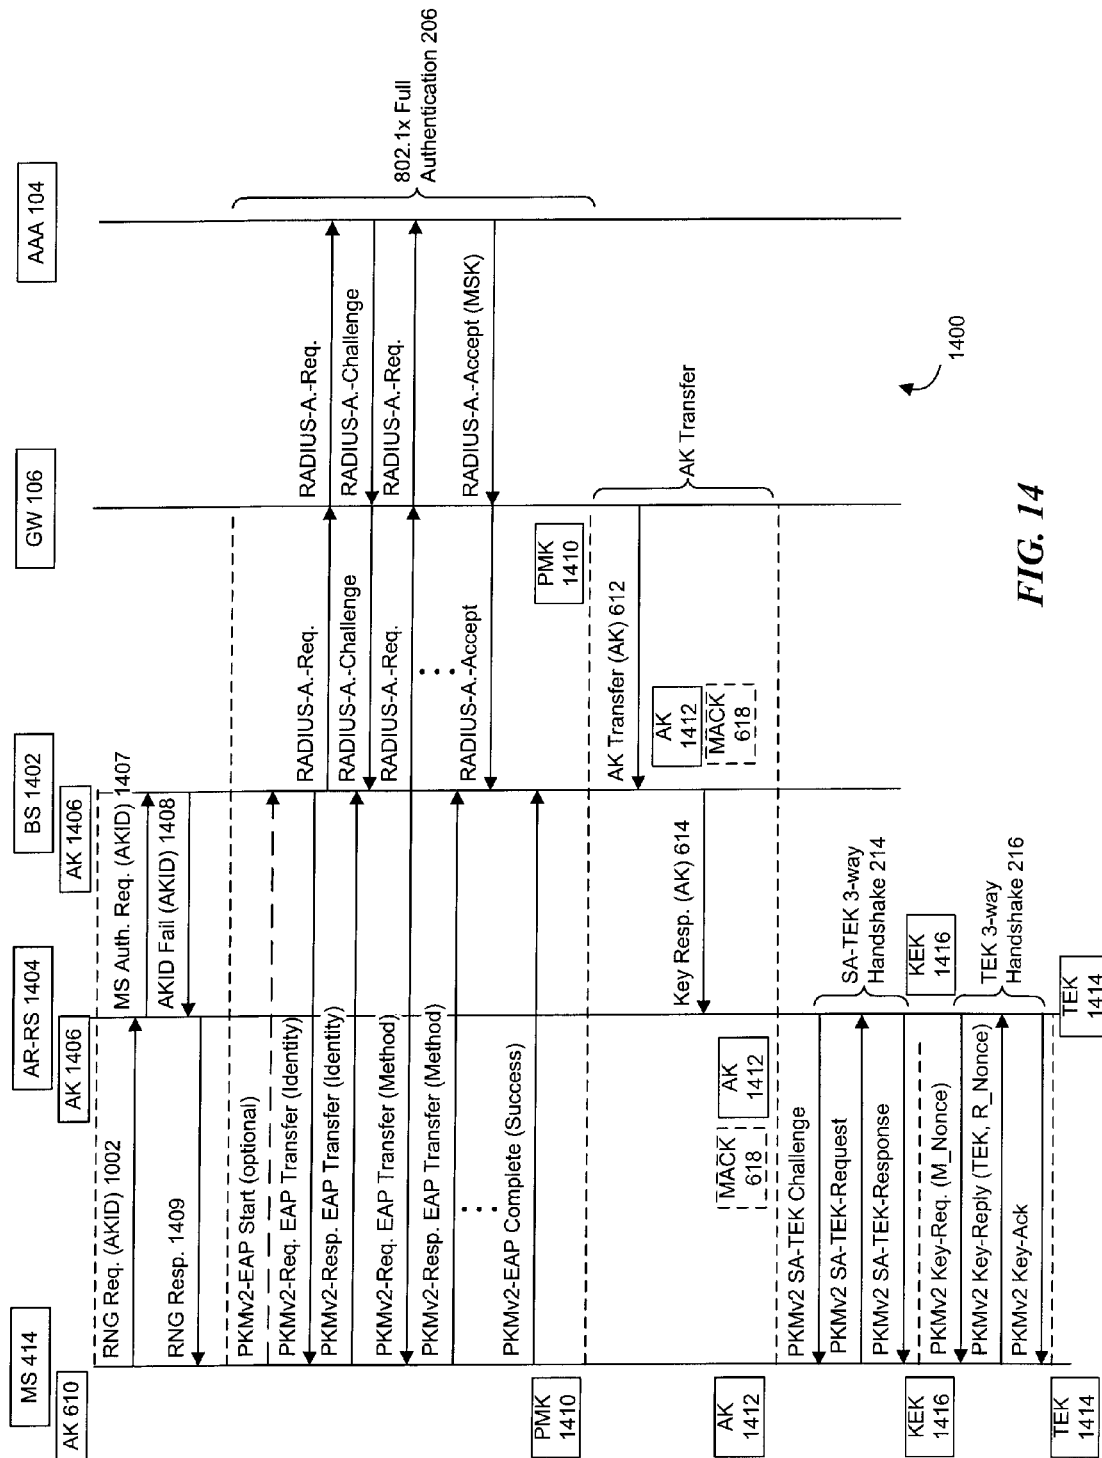 MS 414
AR-RS 1404
BS 1402
GW 106
AAA 104
AK 610
AK 1406
AK 1406
RNG Req. (AKID) 1002
MS Auth. Req. (AKID) 1407
AKID Fail (AKID) 1408
RNG Resp. 1409
PKMv2-EAP Start (optional)
PKMv2-Req. EAP Transfer (Identity)
RADIUS-A.-Req.
RADIUS-A.-Req.
PKMv2-Resp. EAP Transfer (Identity)
RADIUS-A.-Challenge
RADIUS-A.-Challenge
PKMv2-Req. EAP Transfer (Method)
RADIUS-A.-Req.
RADIUS-A.-Req.
PKMv2-Resp. EAP Transfer (Method)
...
...
RADIUS-A.-Accept
RADIUS-A.-Accept (MSK)
PKMv2-EAP Complete (Success)
802.1x Full
Authentication 206
PMK
1410
PMK
1410
AK Transfer (AK) 612
AK Transfer
AK
1412
MACK
618
Key Resp. (AK) 614
AK
1412
MACK
618
AK
1412
PKMv2 SA-TEK Challenge
PKMv2 SA-TEK-Request
PKMv2 SA-TEK-Response
SA-TEK 3-way
Handshake 214
KEK
1416
KEK
1416
PKMv2 Key-Req. (M_Nonce)
PKMv2 Key-Reply (TEK, R_Nonce)
PKMv2 Key-Ack
TEK 3-way
Handshake 216
TEK
1414
TEK
1414
1400
FIG. 14